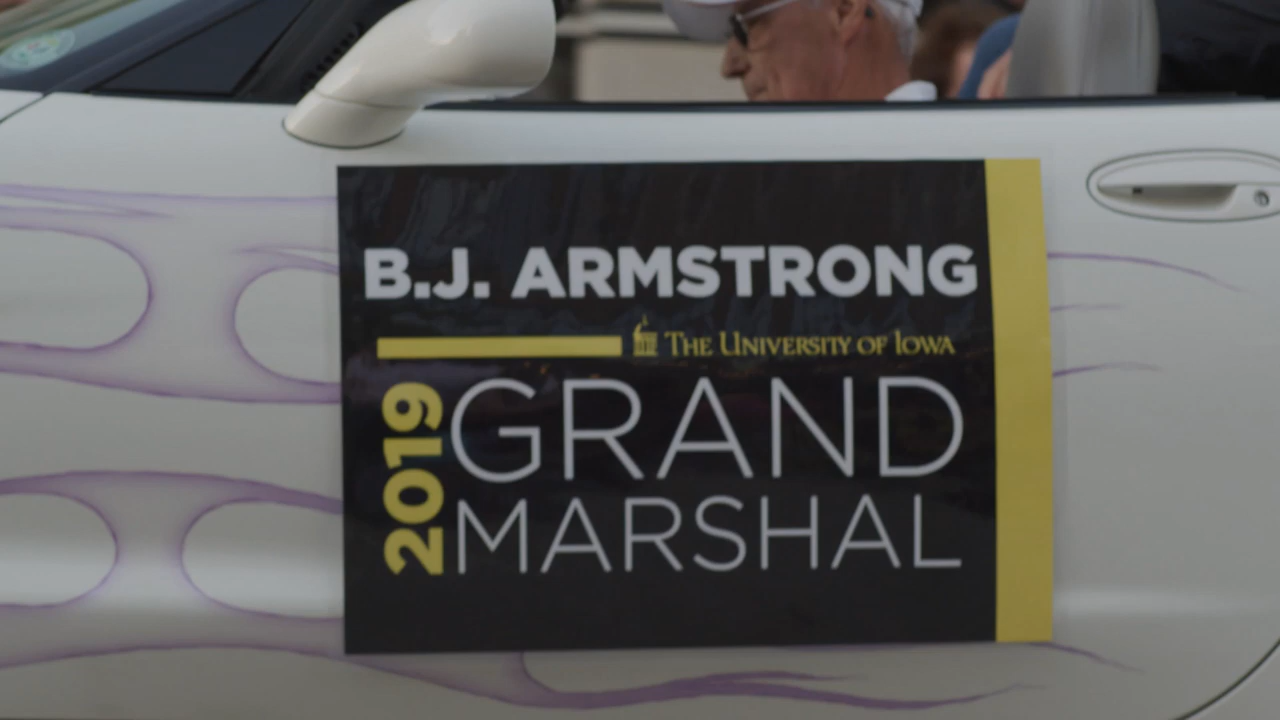 B.J. ARMSTRONG
THE UNIVERSITY OF IOWA
2019
GRAND
MARSHAL